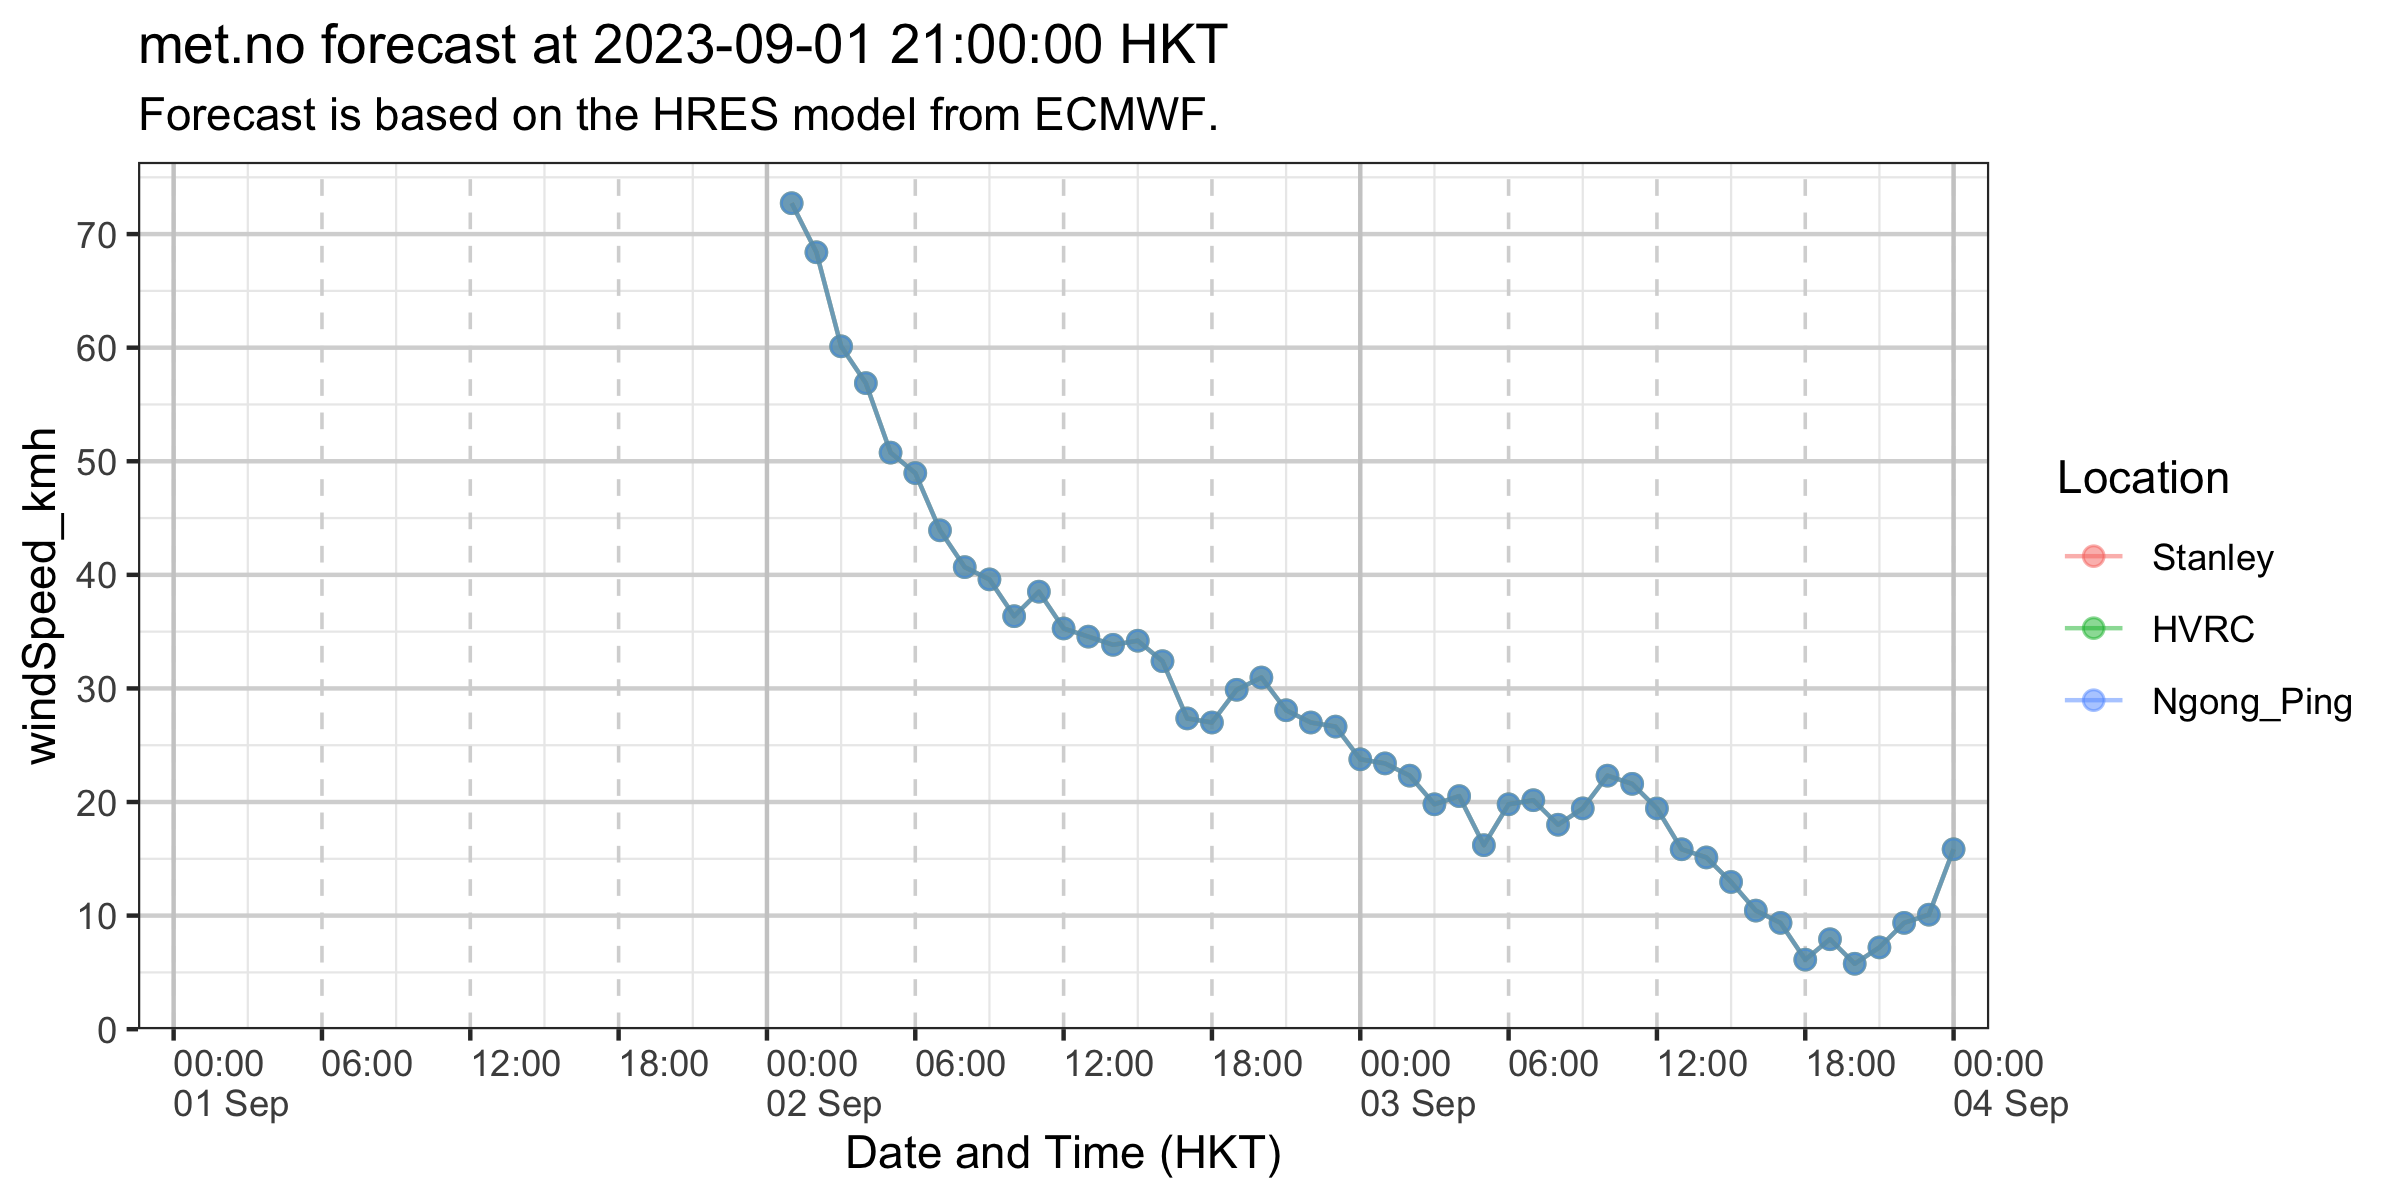 met.no forecast at 2023-09-01 21:00:00 HKT
Forecast is based on the HRES model from ECMWF.
windSpeed_kmh
70
60
50
40
30
20
10
0
00:00 06:00 12:00 18:00 00:00 06:00 12:00 18:00 00:00 06:00 12:00 18:00 00:00
01 Sep 02 Sep 03 Sep 04 Sep
Date and Time (HKT)
Location
Stanley
HVRC
Ngong_Ping